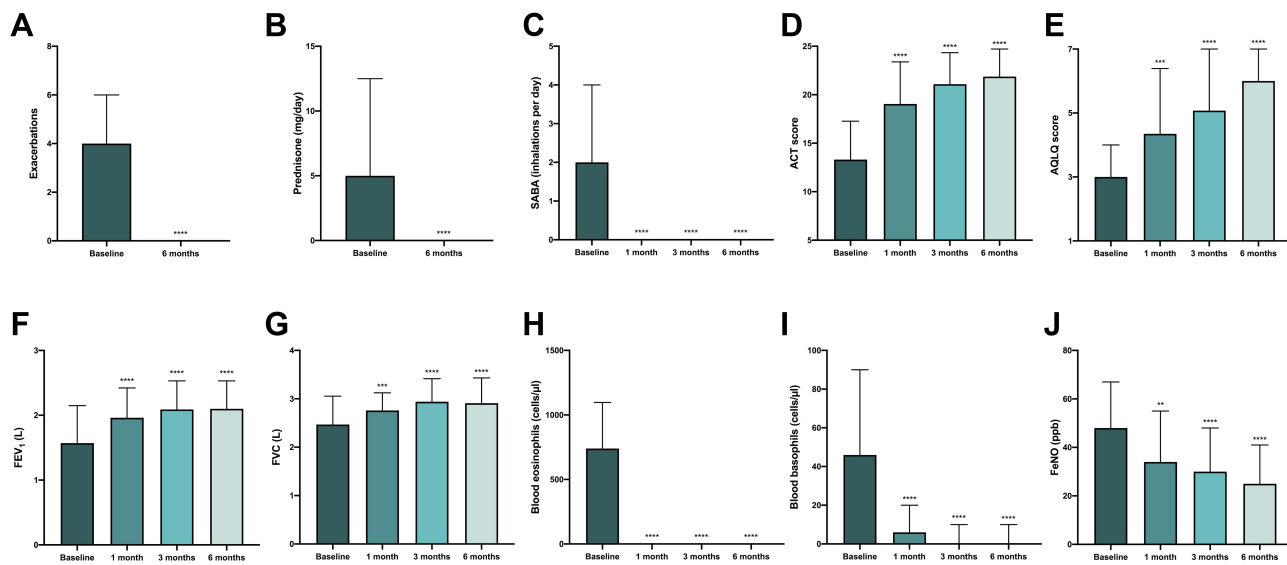 A
Exacerbations
8
6
4
2
0
****
Baseline
6 months
B
Prednisone (mg/day)
15
10
5
0
****
Baseline
6 months
C
SABA (inhalations per day)
5
4
3
2
1
0
**** **** ****
Baseline 1 month 3 months 6 months
D
ACT score
25
20
15
10
5
**** **** ****
Baseline 1 month 3 months 6 months
E
AQLQ score
7
5
3
1
*** **** ****
Baseline 1 month 3 months 6 months
F
FEV₁ (L)
3
2
1
0
**** **** ****
Baseline 1 month 3 months 6 months
G
FVC (L)
4
3
2
1
0
*** **** ****
Baseline 1 month 3 months 6 months
H
Blood eosinophils (cells/µl)
1500
1000
500
0
**** **** ****
Baseline 1 month 3 months 6 months
I
Blood basophils (cells/µl)
100
80
60
40
20
0
**** **** ****
Baseline 1 month 3 months 6 months
J
FeNO (ppb)
80
60
40
20
0
** **** ****
Baseline 1 month 3 months 6 months